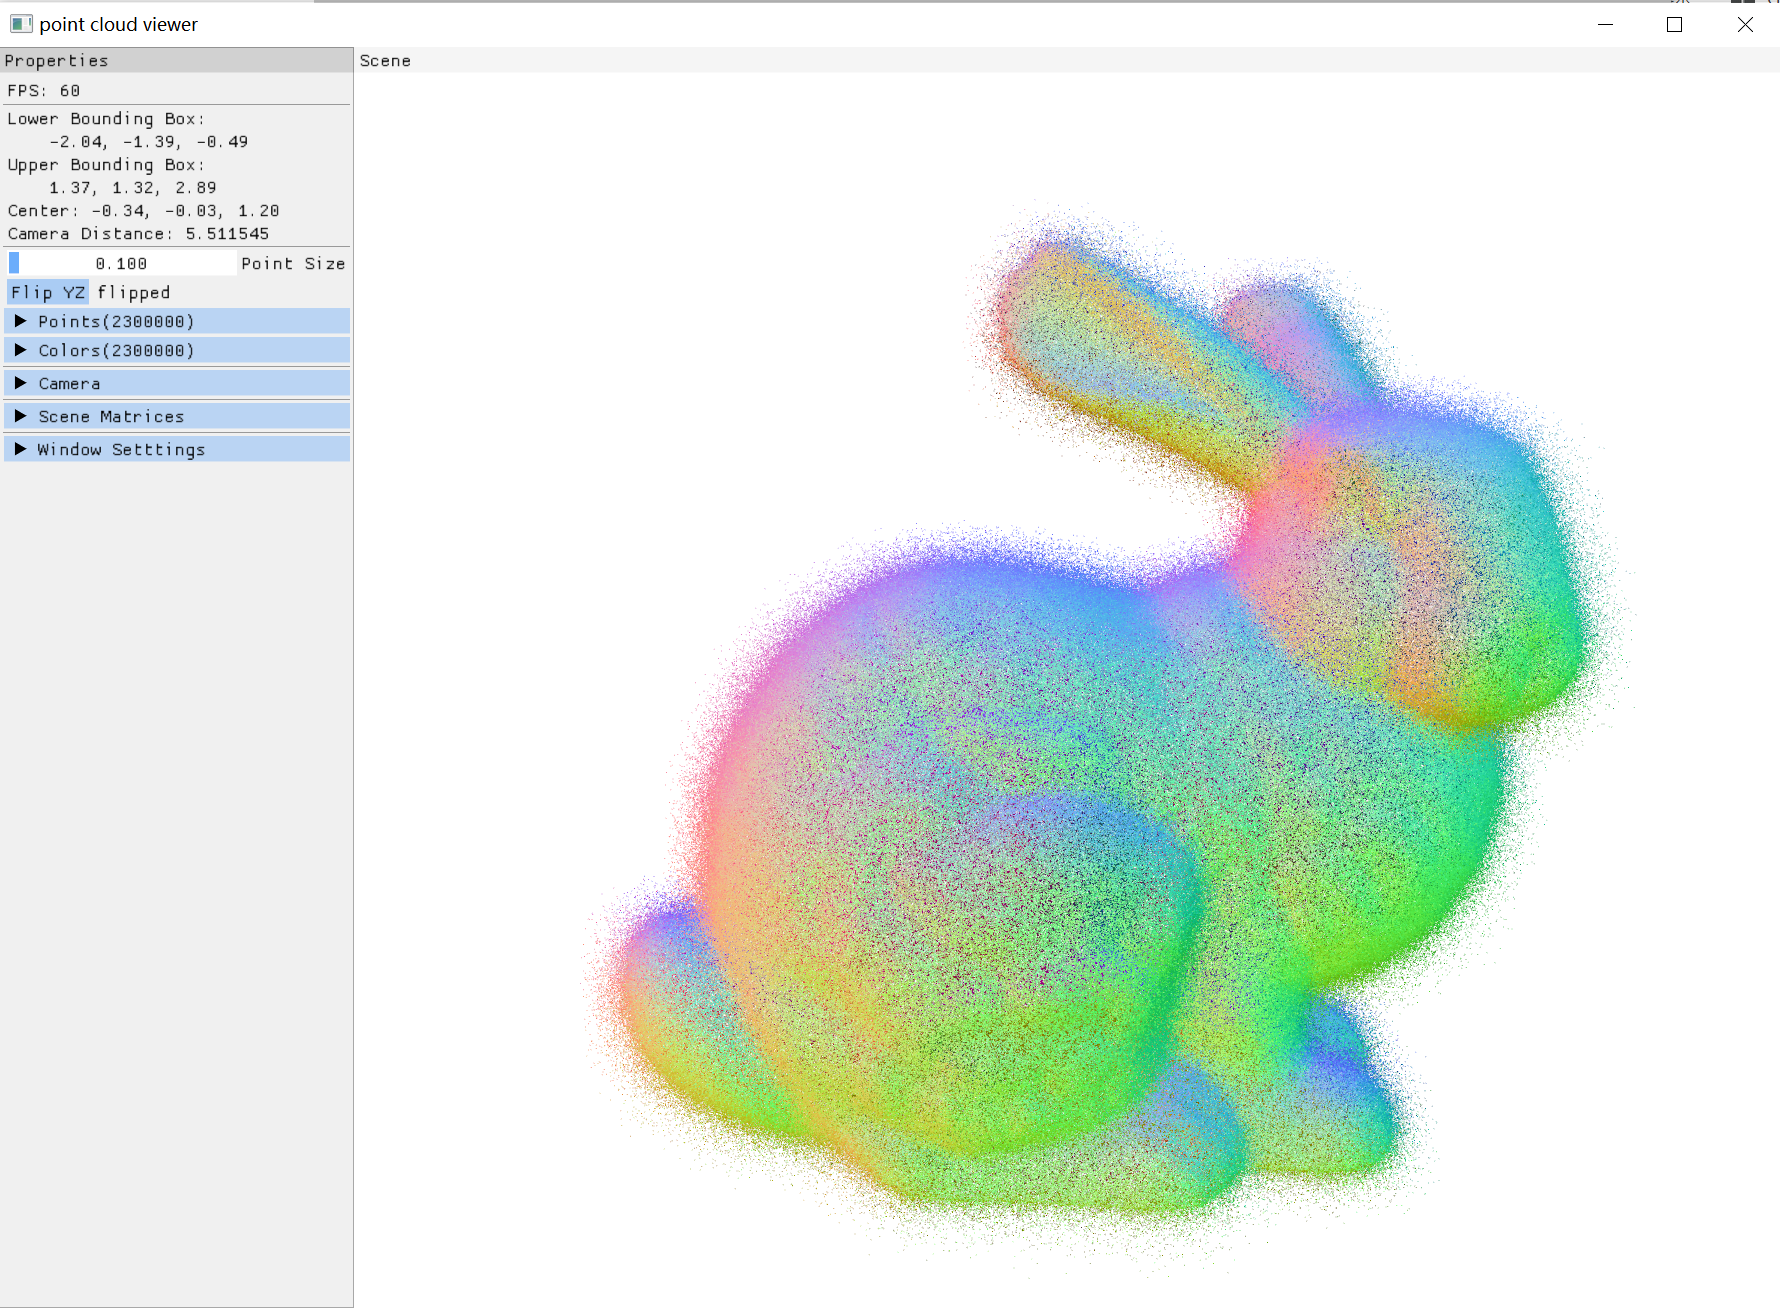 point cloud viewer
Properties
Scene
FPS: 60
Lower Bounding Box:
-2.04, -1.39, -0.49
Upper Bounding Box:
1.37, 1.32, 2.89
Center: -0.34, -0.03, 1.20
Camera Distance: 5.511545
0.100 Point Size
Flip YZ flipped
Points(2300000)
Colors(2300000)
Camera
Scene Matrices
Window Setttings